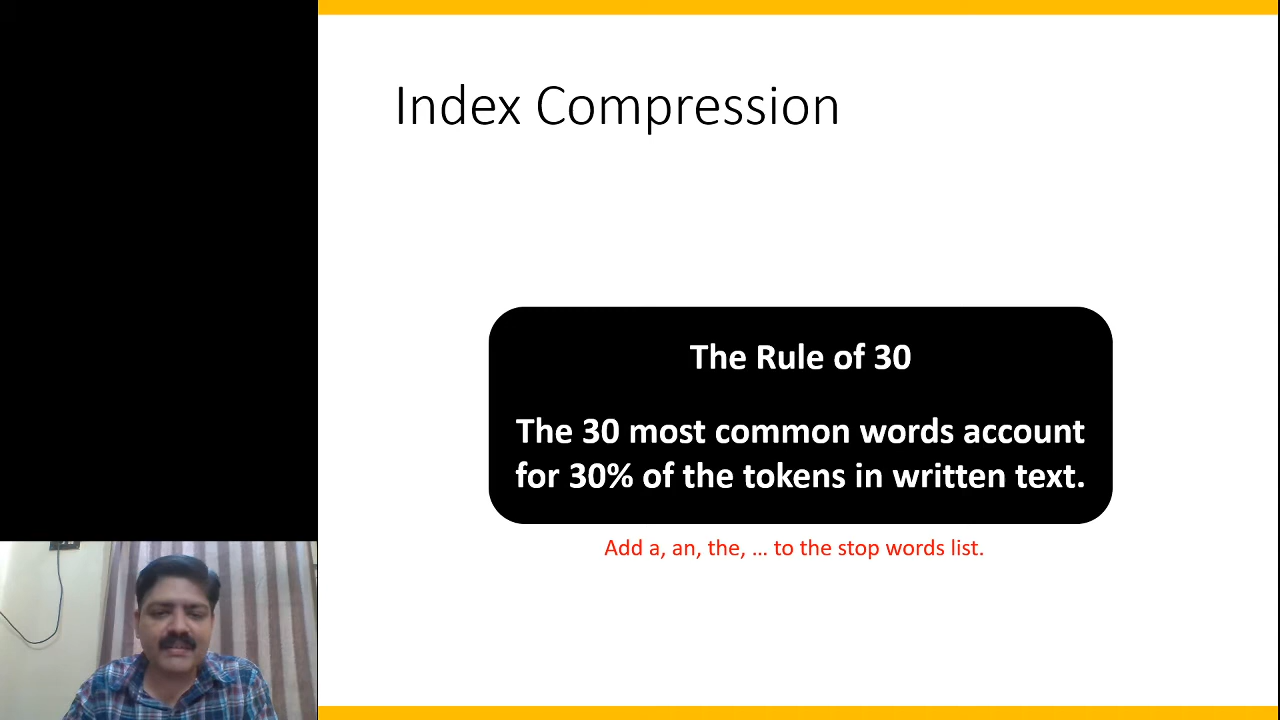 Index Compression
The Rule of 30
The 30 most common words account
for 30% of the tokens in written text.
Add a, an, the, … to the stop words list.